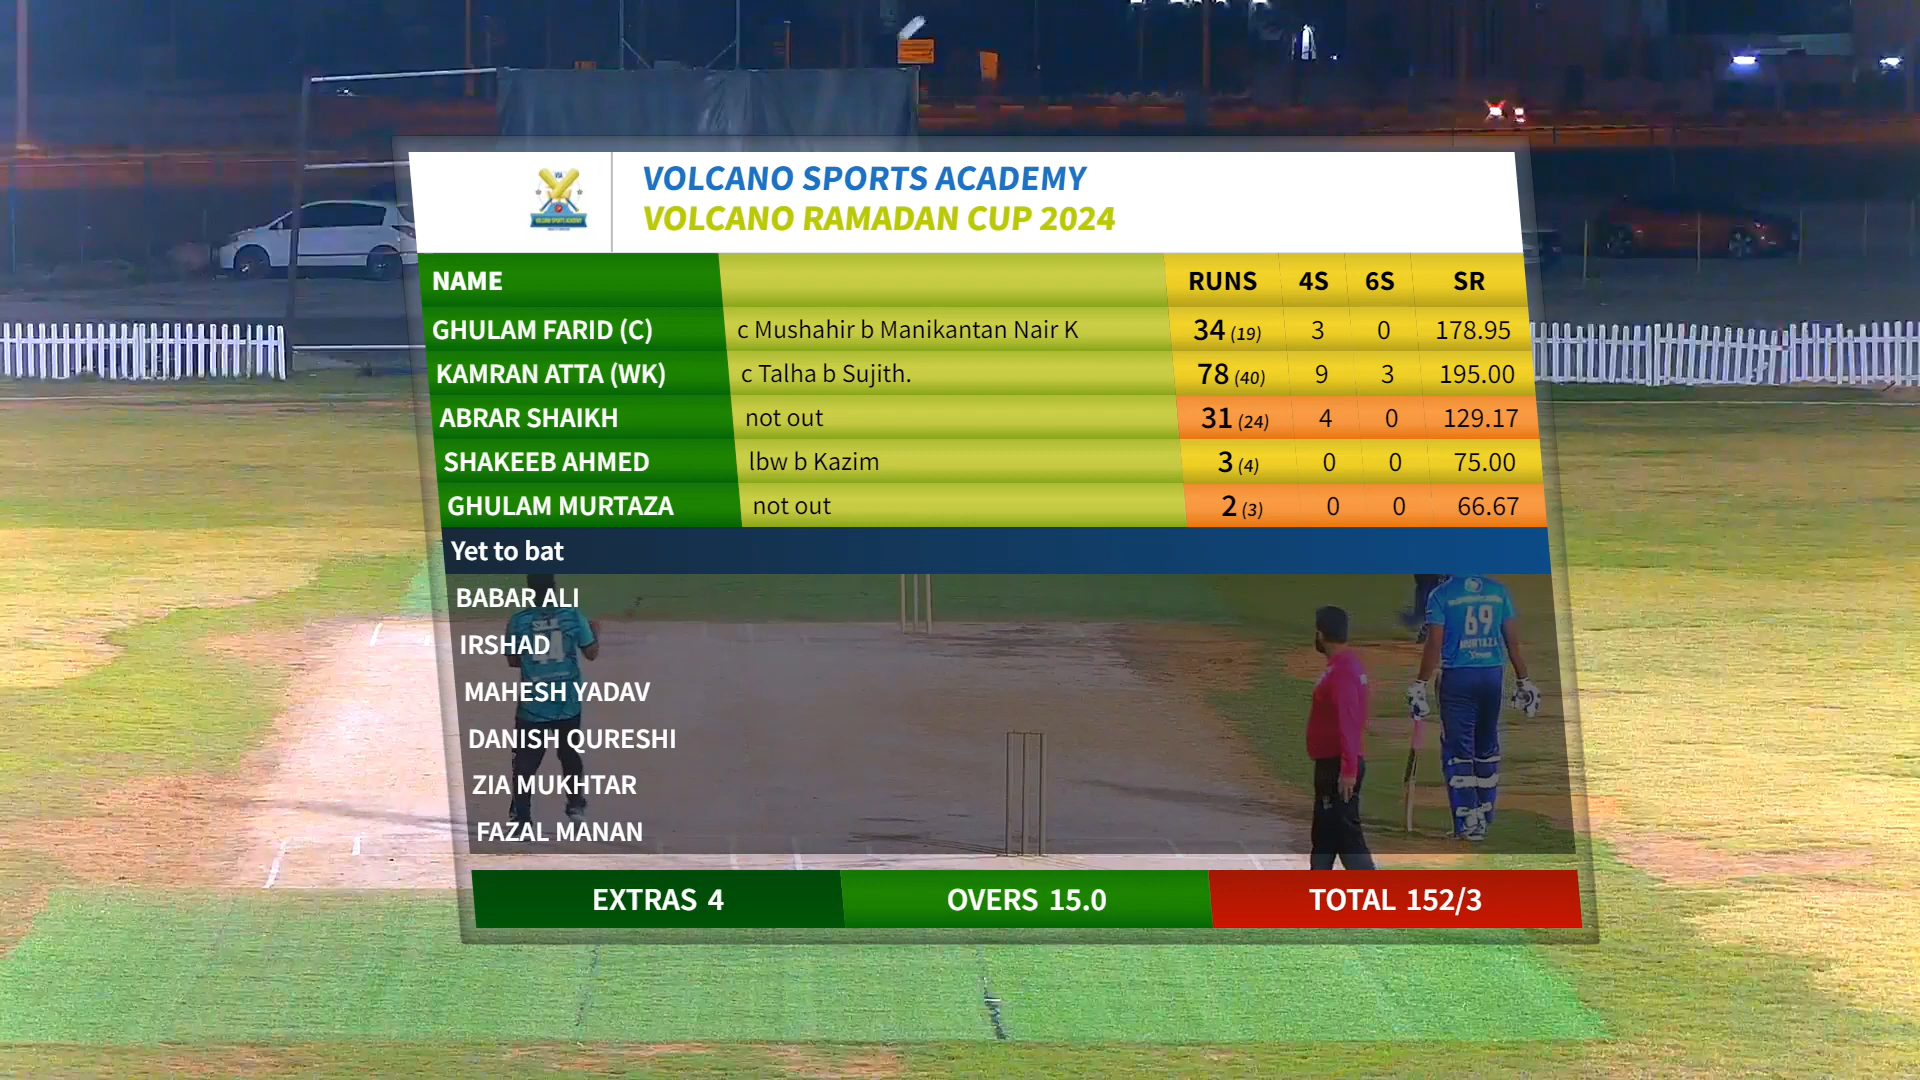 VOLCANO SPORTS ACADEMY
VOLCANO RAMADAN CUP 2024
NAME RUNS 4S 6S SR
GHULAM FARID (C) c Mushahir b Manikantan Nair K 34 (19) 3 0 178.95
KAMRAN ATTA (WK) c Talha b Sujith. 78 (40) 9 3 195.00
ABRAR SHAIKH not out 31 (24) 4 0 129.17
SHAKEEB AHMED lbw b Kazim 3 (4) 0 0 75.00
GHULAM MURTAZA not out 2 (3) 0 0 66.67
Yet to bat
BABAR ALI
IRSHAD
MAHESH YADAV
DANISH QURESHI
ZIA MUKHTAR
FAZAL MANAN
69
MURTAZA
EXTRAS 4 OVERS 15.0 TOTAL 152/3